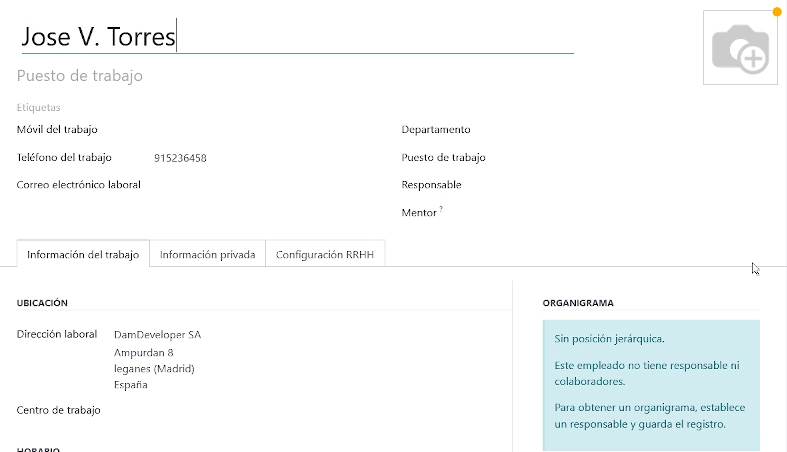 Jose V. Torres
Puesto de trabajo
Etiquetas
Móvil del trabajo
Teléfono del trabajo 915236458
Correo electrónico laboral
Departamento
Puesto de trabajo
Responsable
Mentor ?
Información del trabajo
Información privada
Configuración RRHH
UBICACIÓN
Dirección laboral DamDeveloper SA
Ampurdan 8
leganes (Madrid)
España
Centro de trabajo
HORARIO
ORGANIGRAMA
Sin posición jerárquica.
Este empleado no tiene responsable ni
colaboradores.
Para obtener un organigrama, establece
un responsable y guarda el registro.